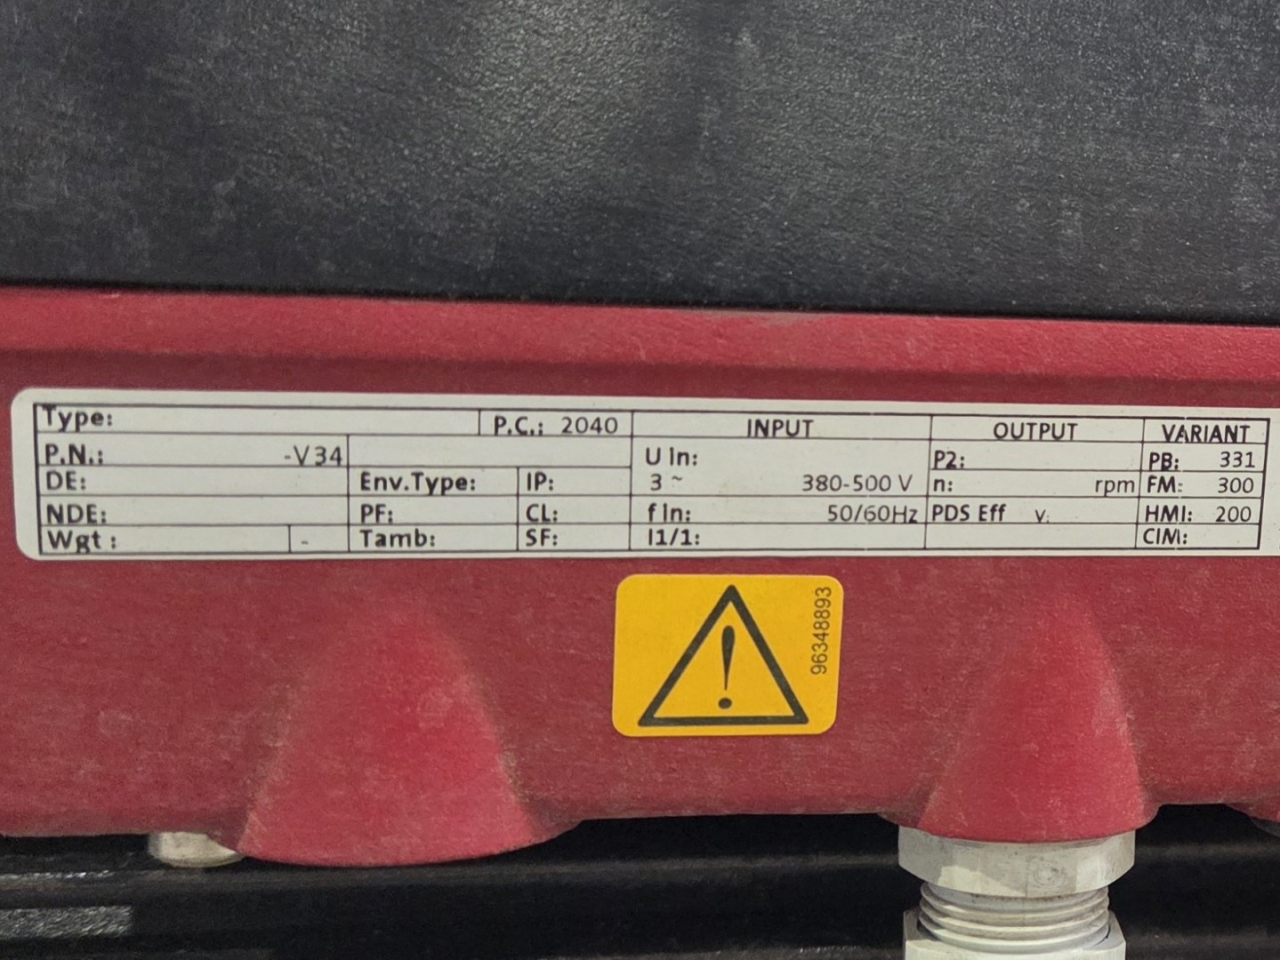 Type: P.C.: 2040 INPUT OUTPUT VARIANT
P.N.: -V34 U In: P2: PB: 331
DE: Env.Type: IP: 3 ~ 380-500 V n: rpm FM: 300
NDE: PF: CL: f In: 50/60Hz PDS Eff V: HMI: 200
Wgt : - Tamb: SF: I1/1: CIM:
!
96348893